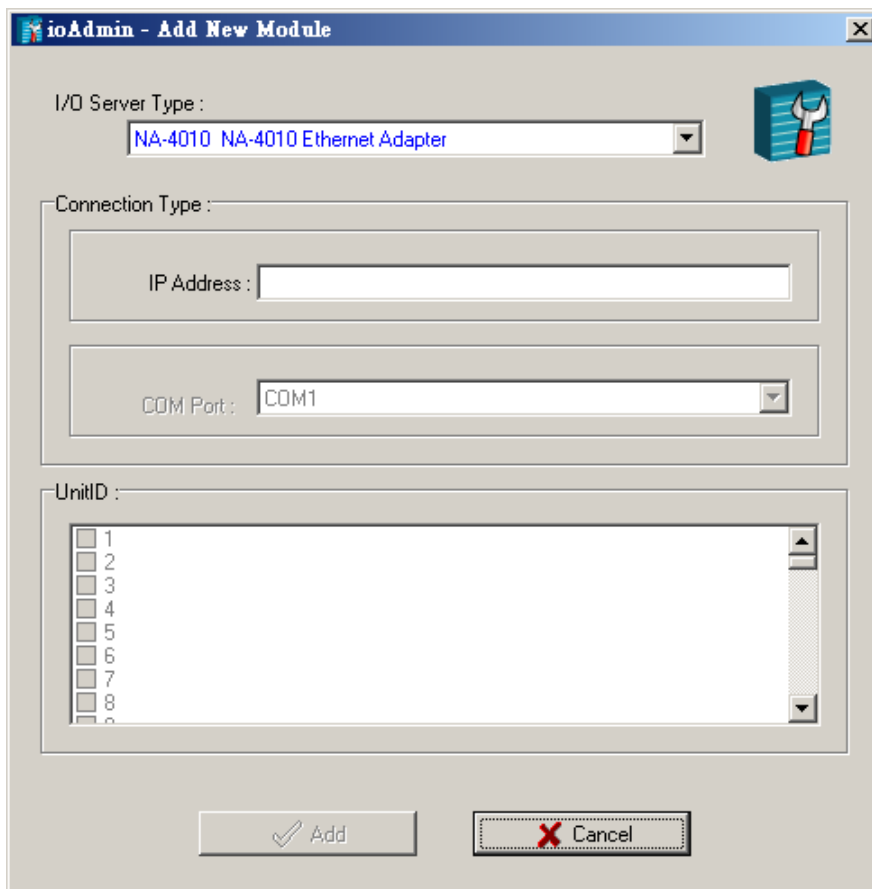 ioAdmin - Add New Module
I/O Server Type :
NA-4010 NA-4010 Ethernet Adapter
Connection Type :
IP Address :
COM Port : COM1
UnitID :
1
2
3
4
5
6
7
8
Add Cancel